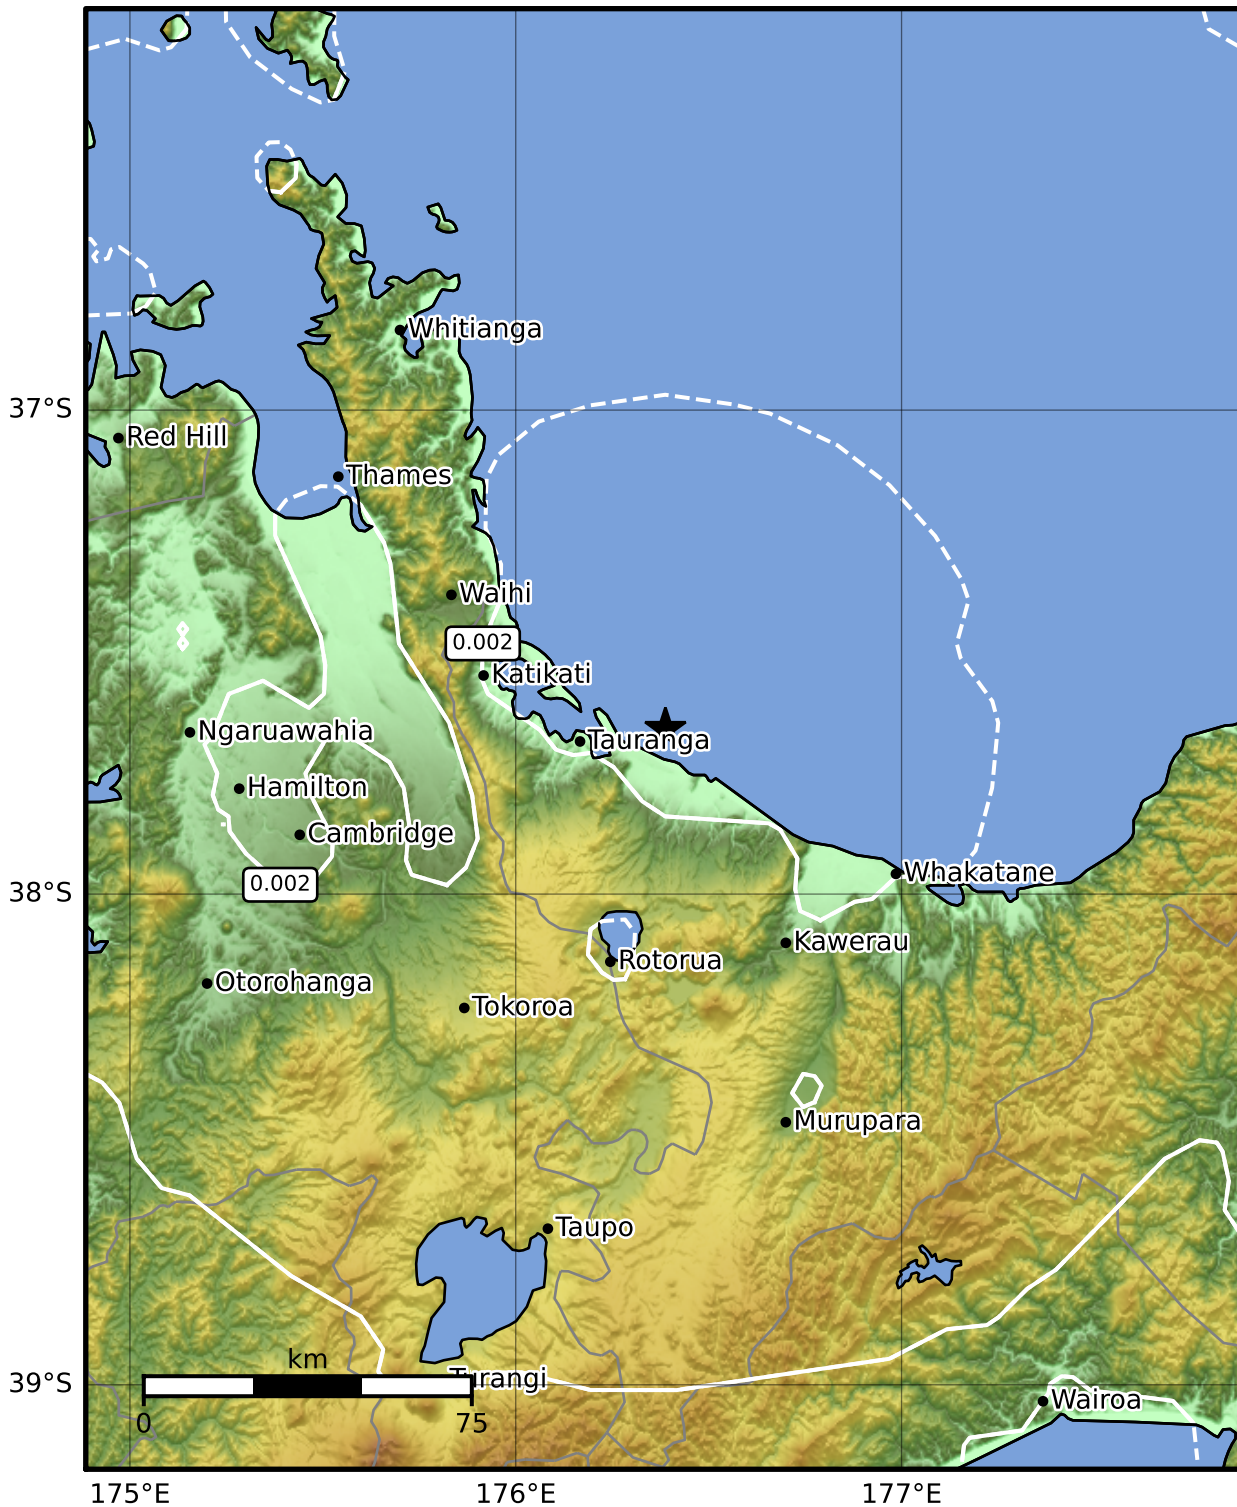 Whitianga
37°S
Red Hill
Thames
Waihi
0.002
Katikati
Ngaruawahia
Tauranga
Hamilton
Cambridge
Whakatane
0.002
38°S
Kawerau
Rotorua
Otorohanga
Tokoroa
Murupara
Taupo
km
Turangi
39°S
Wairoa
0
75
175°E
176°E
177°E